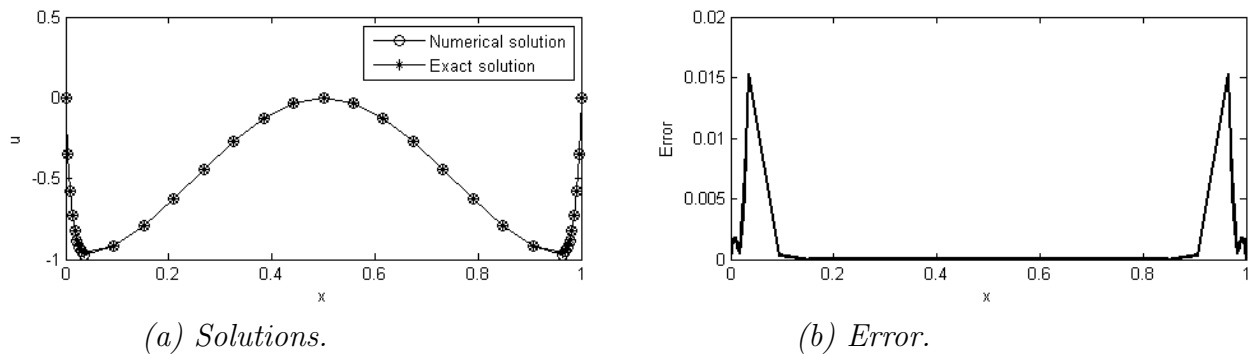 0.5
0
-0.5
-1
u
0
0.2
0.4
0.6
0.8
1
x
Numerical solution
Exact solution
(a) Solutions.
0.02
0.015
0.01
0.005
0
Error
0
0.2
0.4
0.6
0.8
1
x
(b) Error.